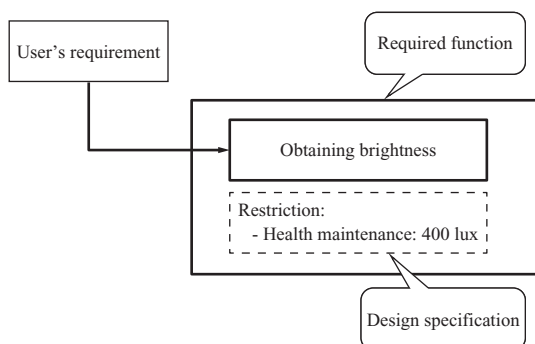 User's requirement
Required function
Obtaining brightness
Restriction:
- Health maintenance: 400 lux
Design specification